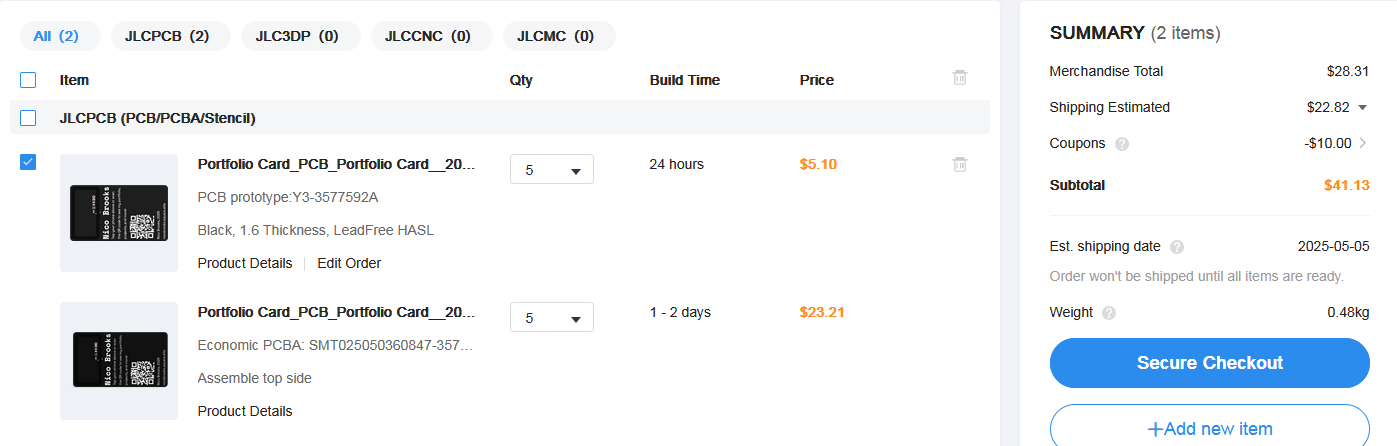 All (2) JLCPCB (2) JLC3DP (0) JLCCNC (0) JLCMC (0)
Item Qty Build Time Price
JLCPCB (PCB/PCBA/Stencil)
Portfolio Card_PCB_Portfolio Card__20... 5 24 hours $5.10
PCB prototype:Y3-3577592A
Black, 1.6 Thickness, LeadFree HASL
Product Details Edit Order
Nico Brooks
Portfolio Card_PCB_Portfolio Card__20... 5 1 - 2 days $23.21
Economic PCBA: SMT025050360847-357...
Assemble top side
Product Details
Nico Brooks
SUMMARY (2 items)
Merchandise Total $28.31
Shipping Estimated $22.82
Coupons ? -$10.00
Subtotal $41.13
Est. shipping date ? 2025-05-05
Order won't be shipped until all items are ready.
Weight ? 0.48kg
Secure Checkout
+Add new item